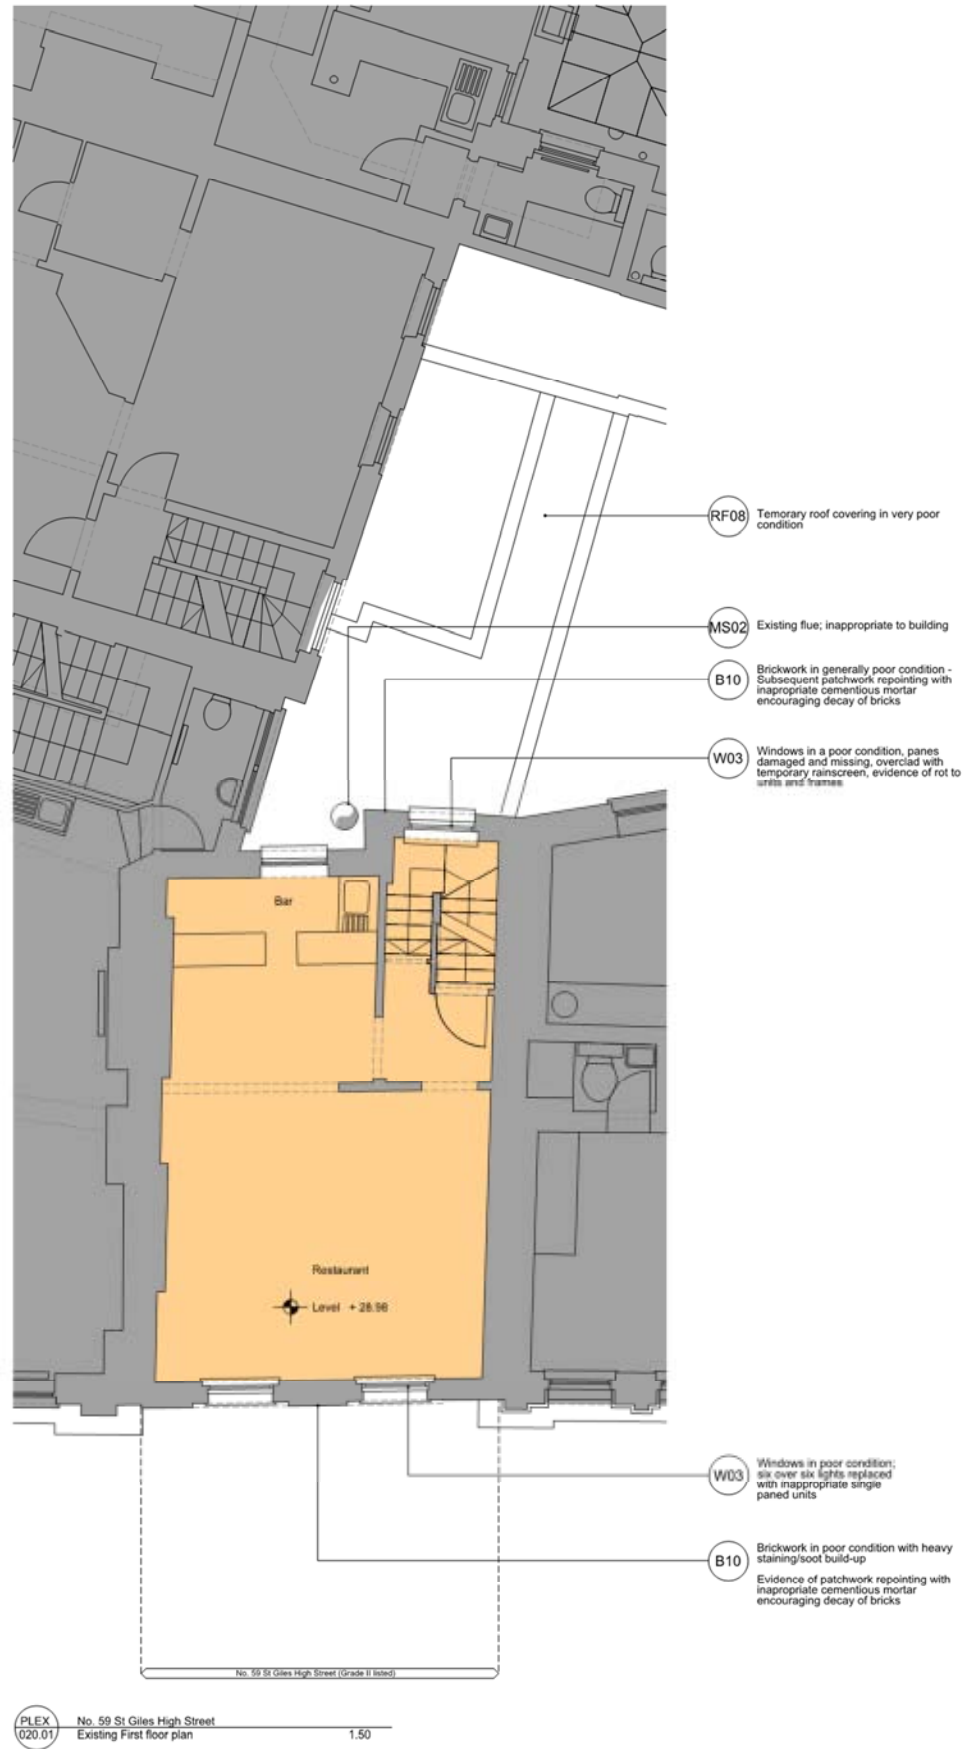 RF08
Temorary roof covering in very poor
condition
MS02
Existing flue; inappropriate to building
B10
Brickwork in generally poor condition -
Subsequent patchwork repointing with
inapropriate cementious mortar
encouraging decay of bricks
W03
Windows in a poor condition, panes
damaged and missing, overclad with
temporary rainscreen, evidence of rot to
units and frames
Bar
Restaurant
Level + 28.98
W03
Windows in poor condition;
six over six lights replaced
with inappropriate single
paned units
B10
Brickwork in poor condition with heavy
staining/soot build-up
Evidence of patchwork repointing with
inapropriate cementious mortar
encouraging decay of bricks
No. 59 St Giles High Street (Grade II listed)
PLEX
020.01
No. 59 St Giles High Street
Existing First floor plan 1.50